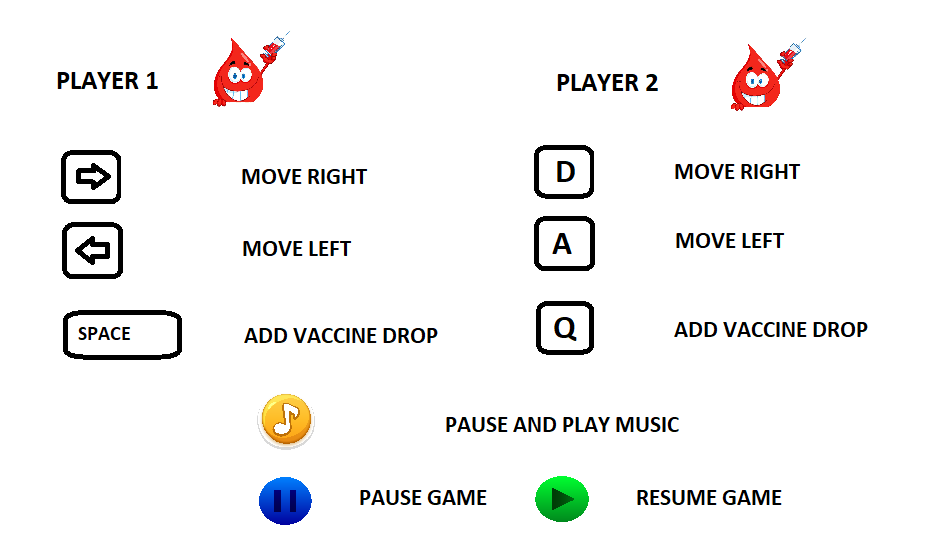 PLAYER 1
PLAYER 2
MOVE RIGHT
D MOVE RIGHT
MOVE LEFT
A MOVE LEFT
SPACE ADD VACCINE DROP
Q ADD VACCINE DROP
PAUSE AND PLAY MUSIC
PAUSE GAME
RESUME GAME